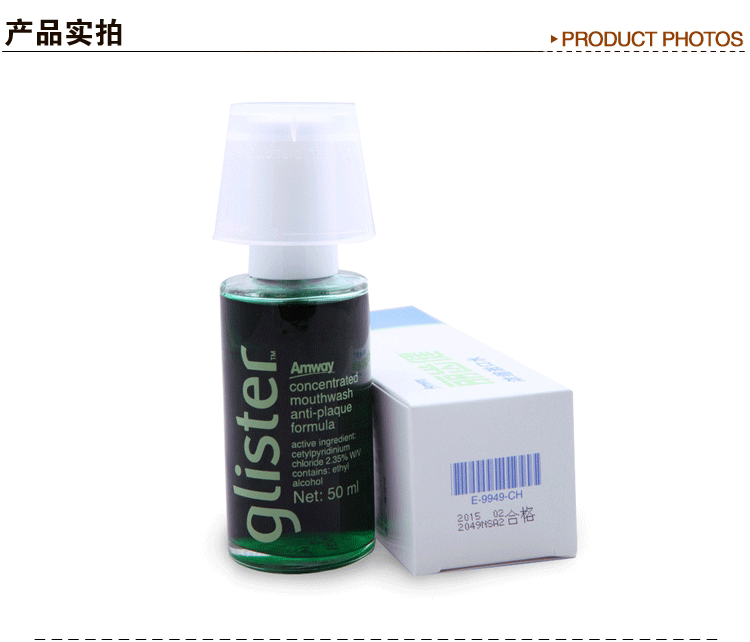 产品实拍
PRODUCT PHOTOS
glister™
Amway
concentrated
mouthwash
anti-plaque
formula
active ingredient:
cetylpyridinium
chloride 2.35% W/V
contains: ethyl
alcohol
Net: 50 ml
E-9949-CH
2015 02
2049NSA2合格